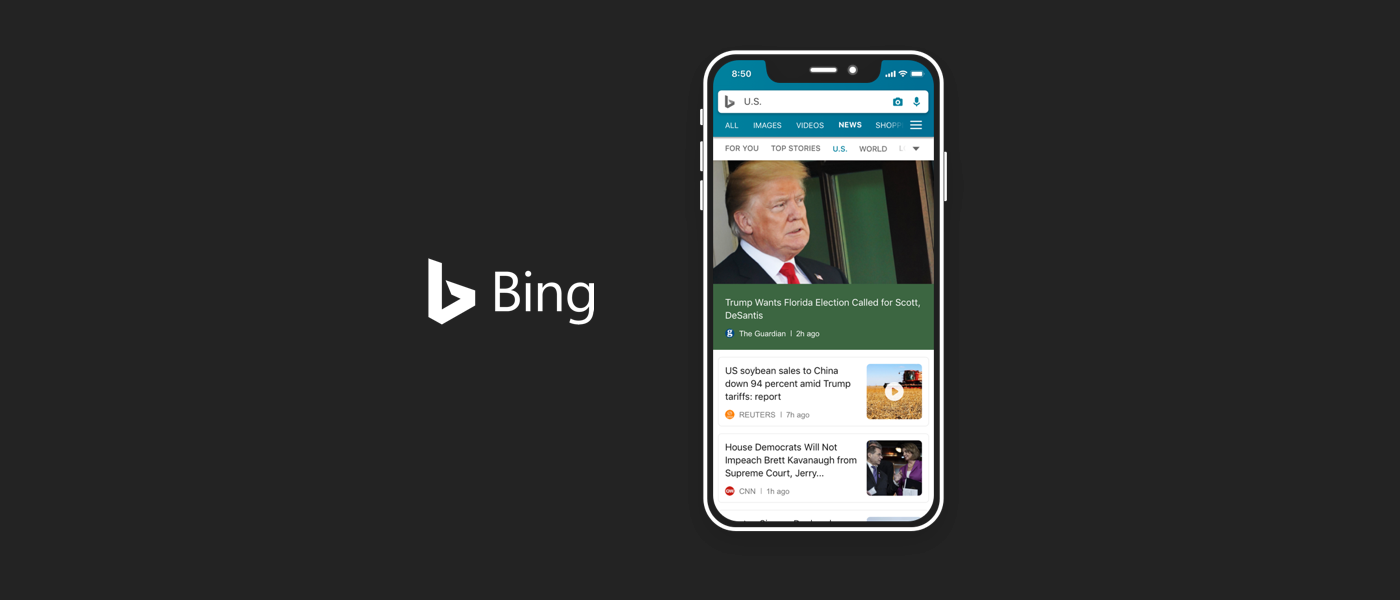 Bing
8:50
U.S.
ALL IMAGES VIDEOS NEWS SHOPP
FOR YOU TOP STORIES U.S. WORLD
Trump Wants Florida Election Called for Scott,
DeSantis
g The Guardian | 2h ago
US soybean sales to China
down 94 percent amid Trump
tariffs: report
REUTERS | 7h ago
House Democrats Will Not
Impeach Brett Kavanaugh from
Supreme Court, Jerry...
CNN CNN | 1h ago